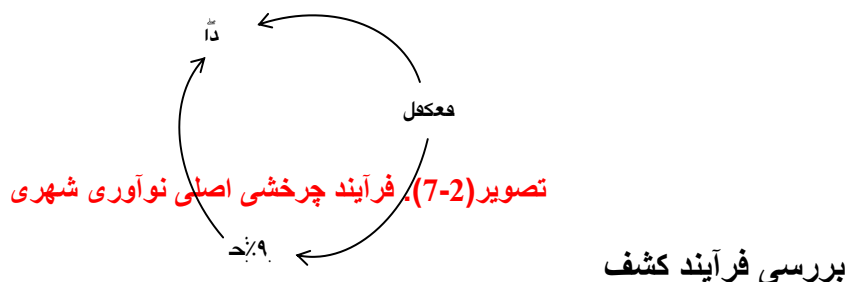 تصویر(2-7). فرآیند چرخشی اصلی نوآوری شهری
بررسی فرآیند کشف